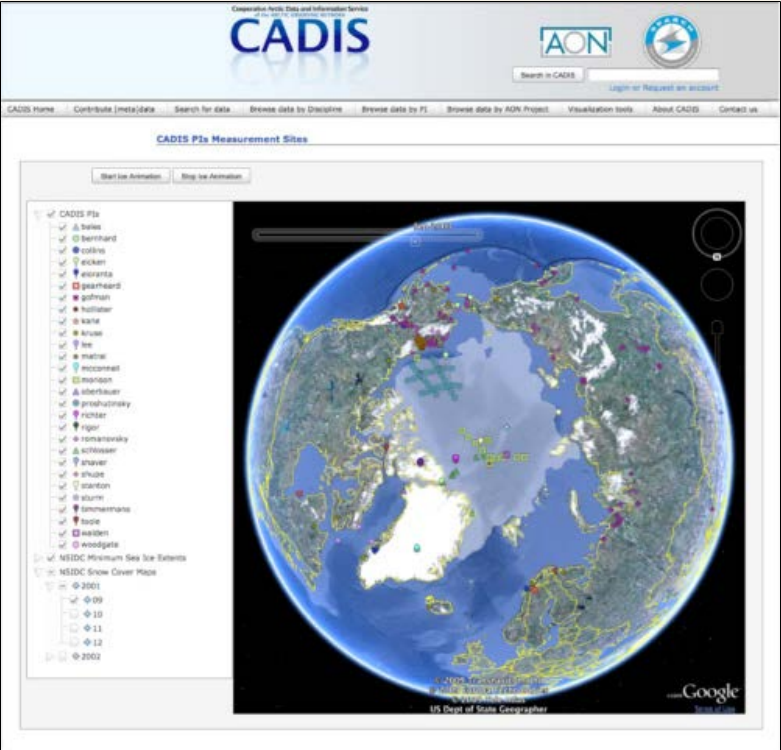 Cooperative Arctic Data and Information Service
of the ARCTIC OBSERVING NETWORK
CADIS
AON
SEARCH
Search in CADIS
Login or Request an account
CADIS Home Contribute (meta)data Search for data Browse data by Discipline Browse data by PI Browse data by AON Project Visualization tools About CADIS Contact us
CADIS PIs Measurement Sites
Start Ice Animation Stop Ice Animation
CADIS PIs
bales
bernhard
collins
eicken
eloranta
gearheard
gofman
hollister
kane
kruse
lee
matrai
mcconnell
morison
oberbauer
proshutinsky
richter
rigor
romanovsky
schlosser
shaver
shupe
stanton
sturm
timmermans
toole
walden
woodgate
NSIDC Minimum Sea Ice Extents
NSIDC Snow Cover Maps
2001
09
10
11
12
2002
N
US Dept of State Geographer
Google
Terms of Use